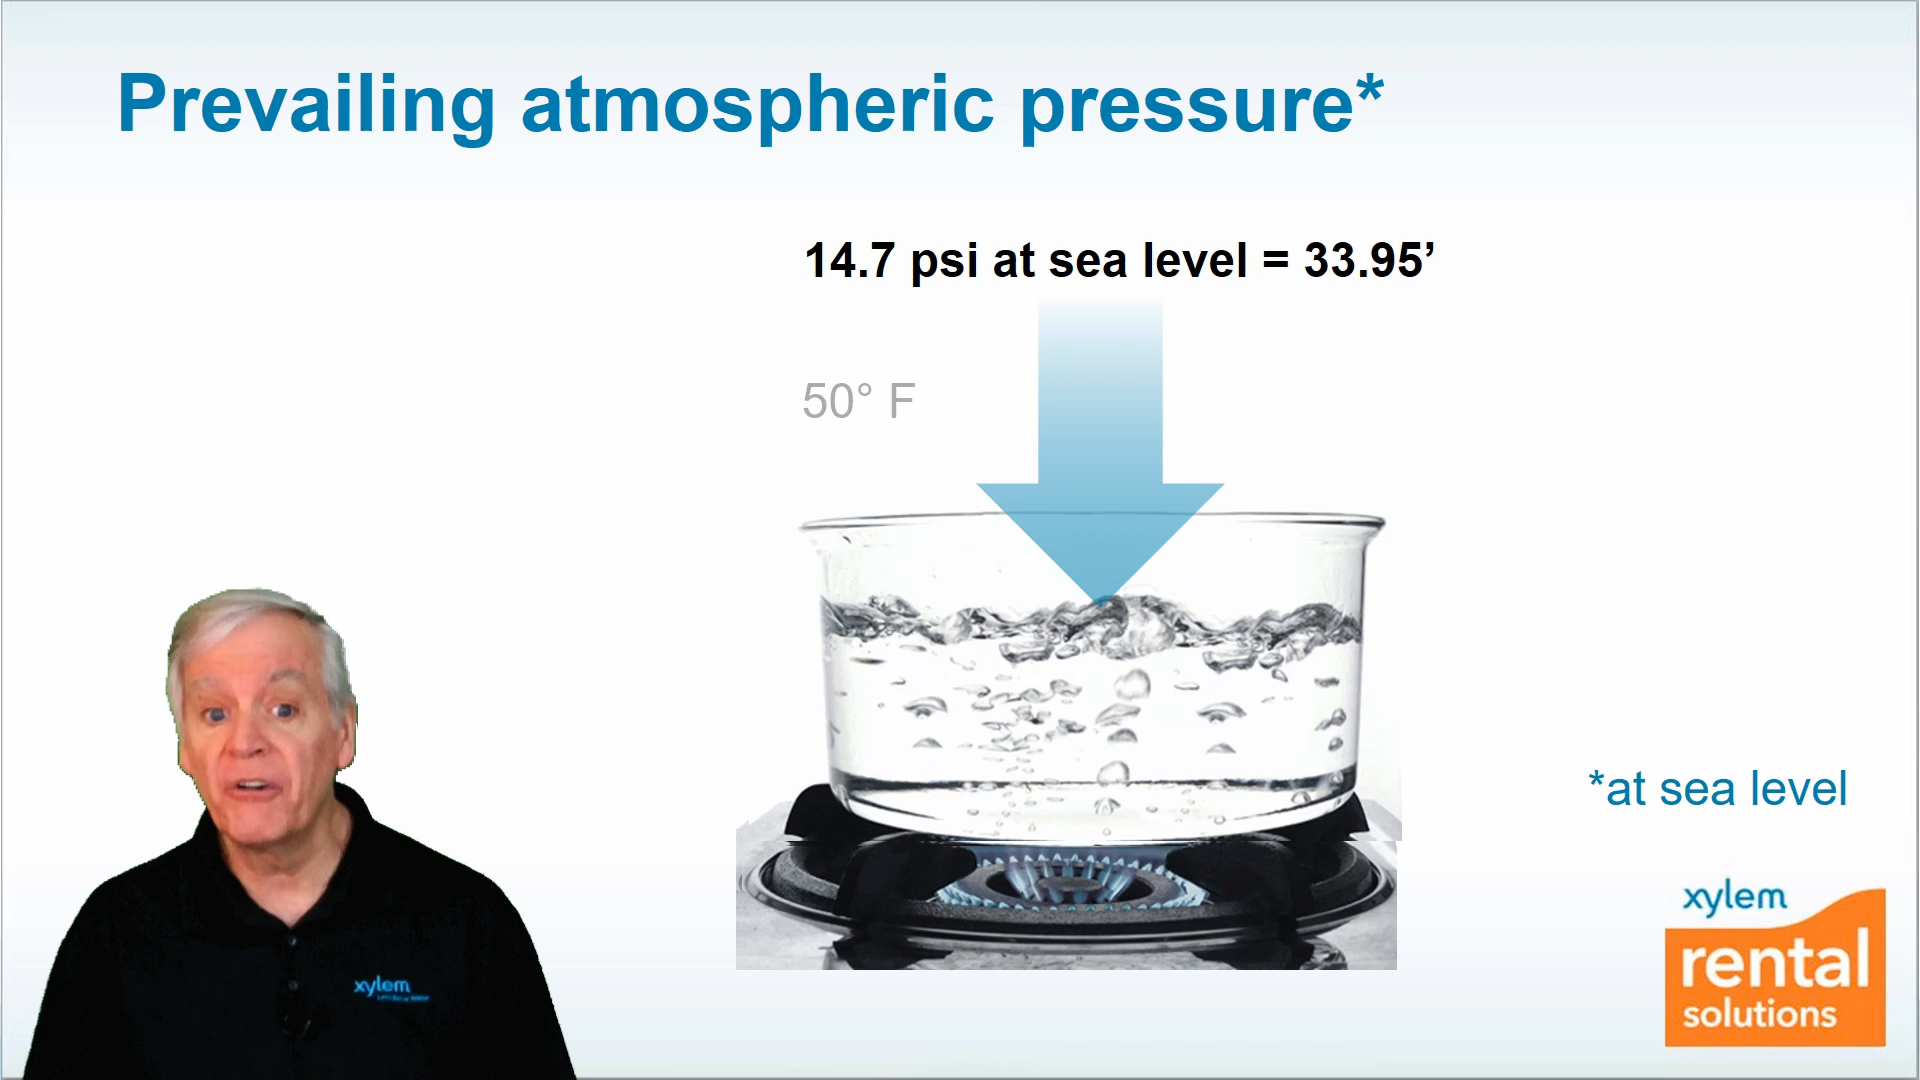 Prevailing atmospheric pressure*
14.7 psi at sea level = 33.95’
50° F
*at sea level
xylem
rental
solutions
xylem